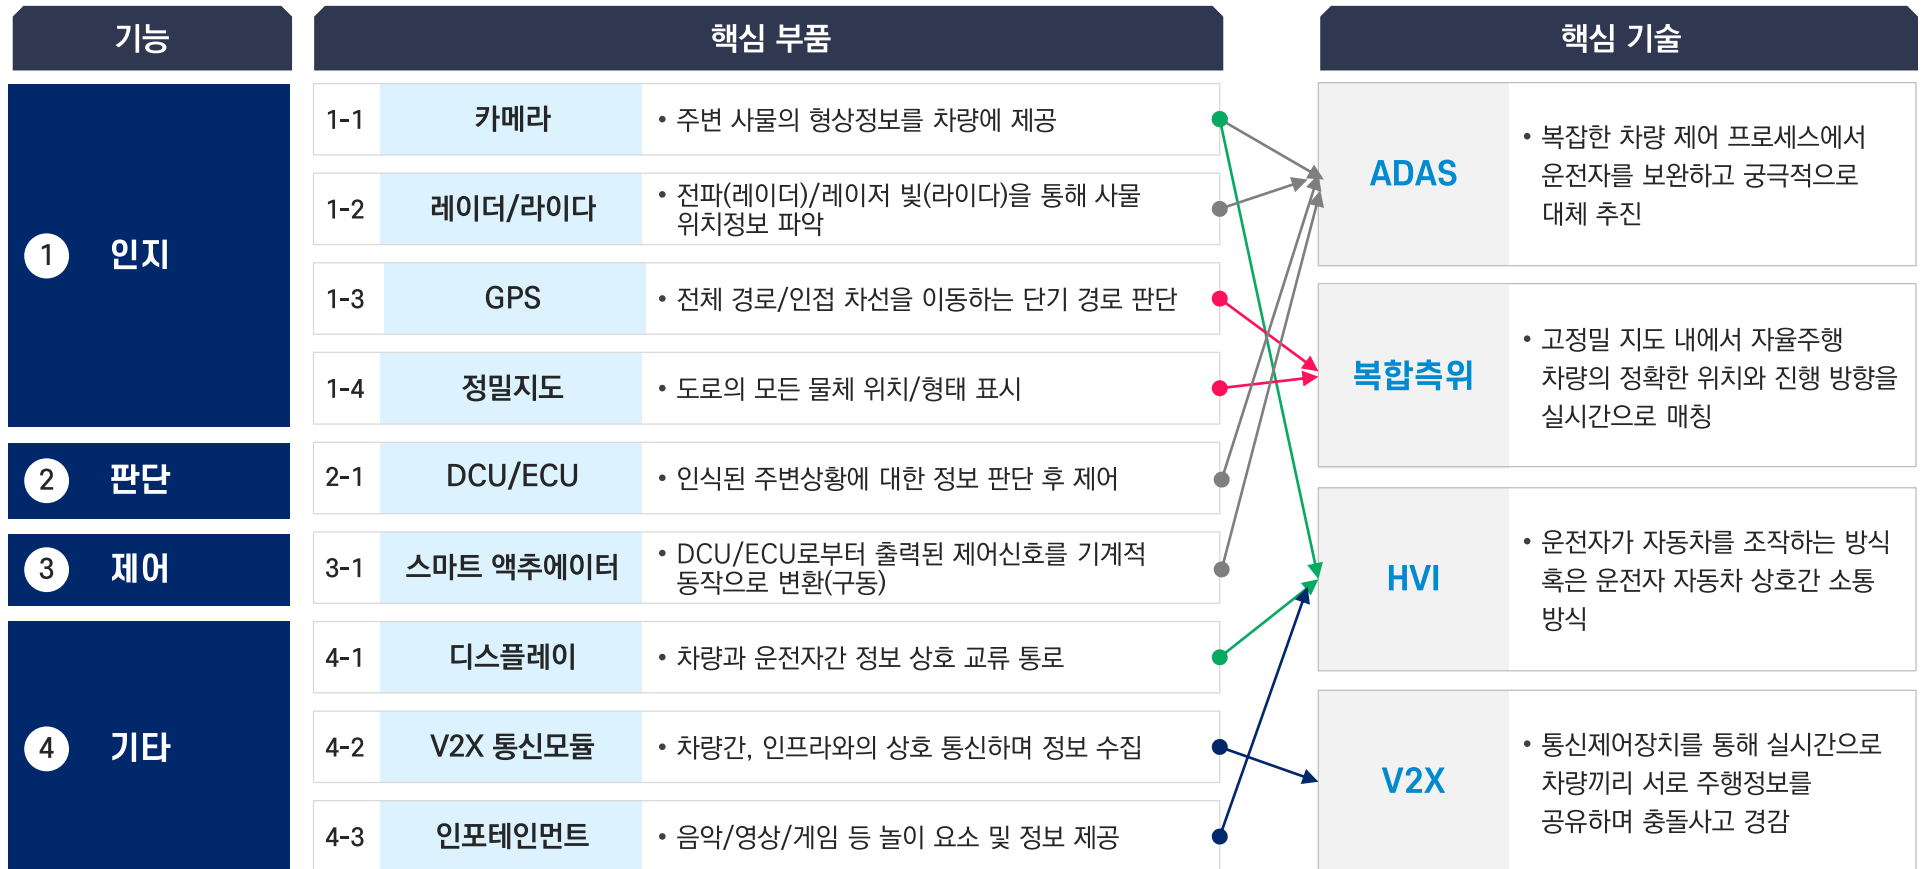 기능
핵심 부품
핵심 기술
1 인지
1-1 카메라 • 주변 사물의 형상정보를 차량에 제공
1-2 레이더/라이다 • 전파(레이더)/레이저 빛(라이다)을 통해 사물
위치정보 파악
1-3 GPS • 전체 경로/인접 차선을 이동하는 단기 경로 판단
1-4 정밀지도 • 도로의 모든 물체 위치/형태 표시
2 판단
2-1 DCU/ECU • 인식된 주변상황에 대한 정보 판단 후 제어
3 제어
3-1 스마트 액추에이터 • DCU/ECU로부터 출력된 제어신호를 기계적
동작으로 변환(구동)
4 기타
4-1 디스플레이 • 차량과 운전자간 정보 상호 교류 통로
4-2 V2X 통신모듈 • 차량간, 인프라와의 상호 통신하며 정보 수집
4-3 인포테인먼트 • 음악/영상/게임 등 놀이 요소 및 정보 제공
ADAS
• 복잡한 차량 제어 프로세스에서
운전자를 보완하고 궁극적으로
대체 추진
복합측위
• 고정밀 지도 내에서 자율주행
차량의 정확한 위치와 진행 방향을
실시간으로 매칭
HVI
• 운전자가 자동차를 조작하는 방식
혹은 운전자 자동차 상호간 소통
방식
V2X
• 통신제어장치를 통해 실시간으로
차량끼리 서로 주행정보를
공유하며 충돌사고 경감